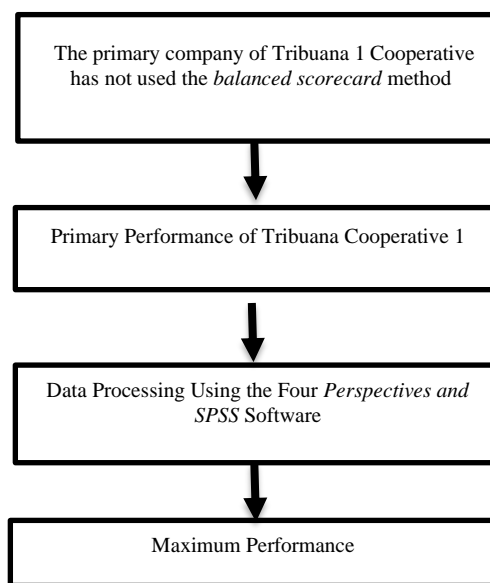 The primary company of Tribuana 1 Cooperative
has not used the balanced scorecard method
Primary Performance of Tribuana Cooperative 1
Data Processing Using the Four Perspectives and
SPSS Software
Maximum Performance